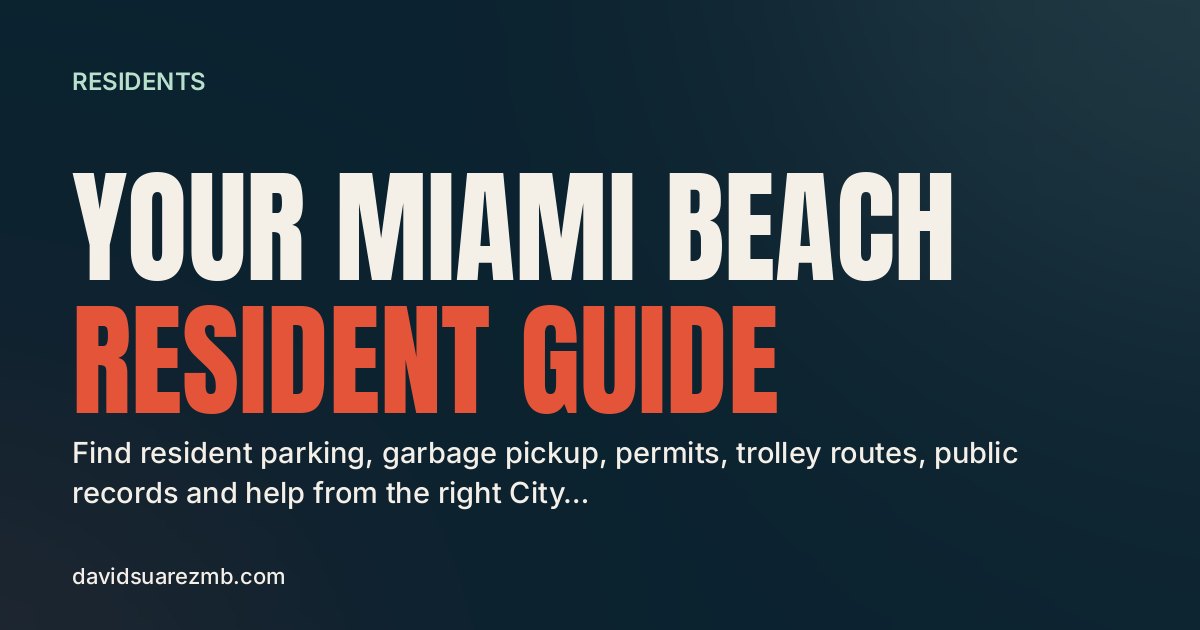 RESIDENTS
YOUR MIAMI BEACH
RESIDENT GUIDE
Find resident parking, garbage pickup, permits, trolley routes, public
records and help from the right City...
davidsuarezmb.com